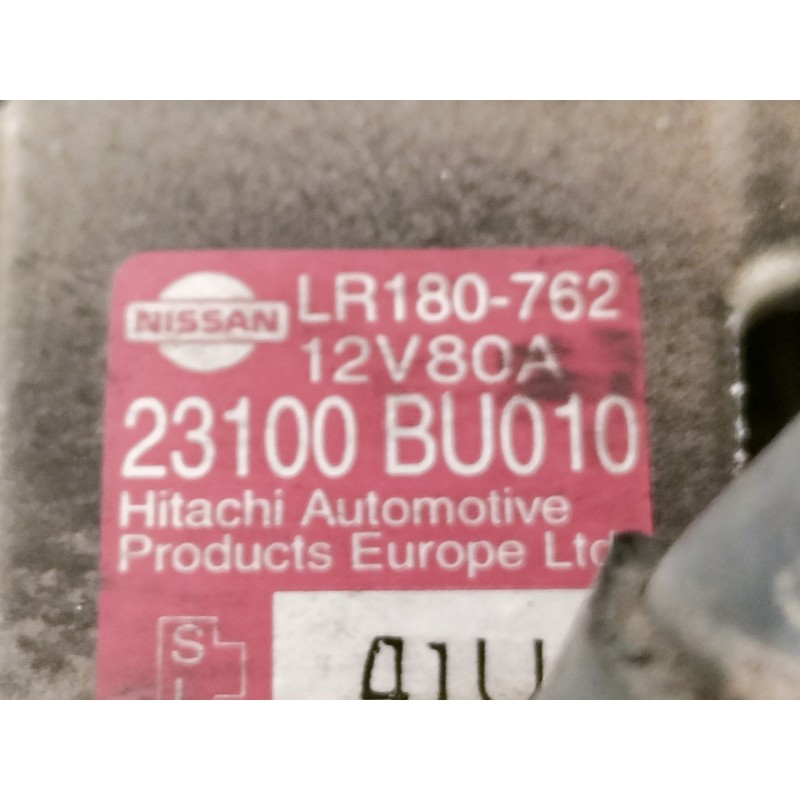 NISSAN
LR180-762
12V80A
23100 BU010
Hitachi Automotive
Products Europe Ltd
S
L